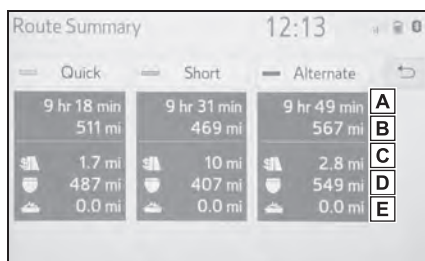 Route Summary 12:13
Quick Short Alternate
9 hr 18 min 9 hr 31 min 9 hr 49 min A
511 mi 469 mi 567 mi B
1.7 mi 10 mi 2.8 mi C
487 mi 407 mi 549 mi D
0.0 mi 0.0 mi 0.0 mi E